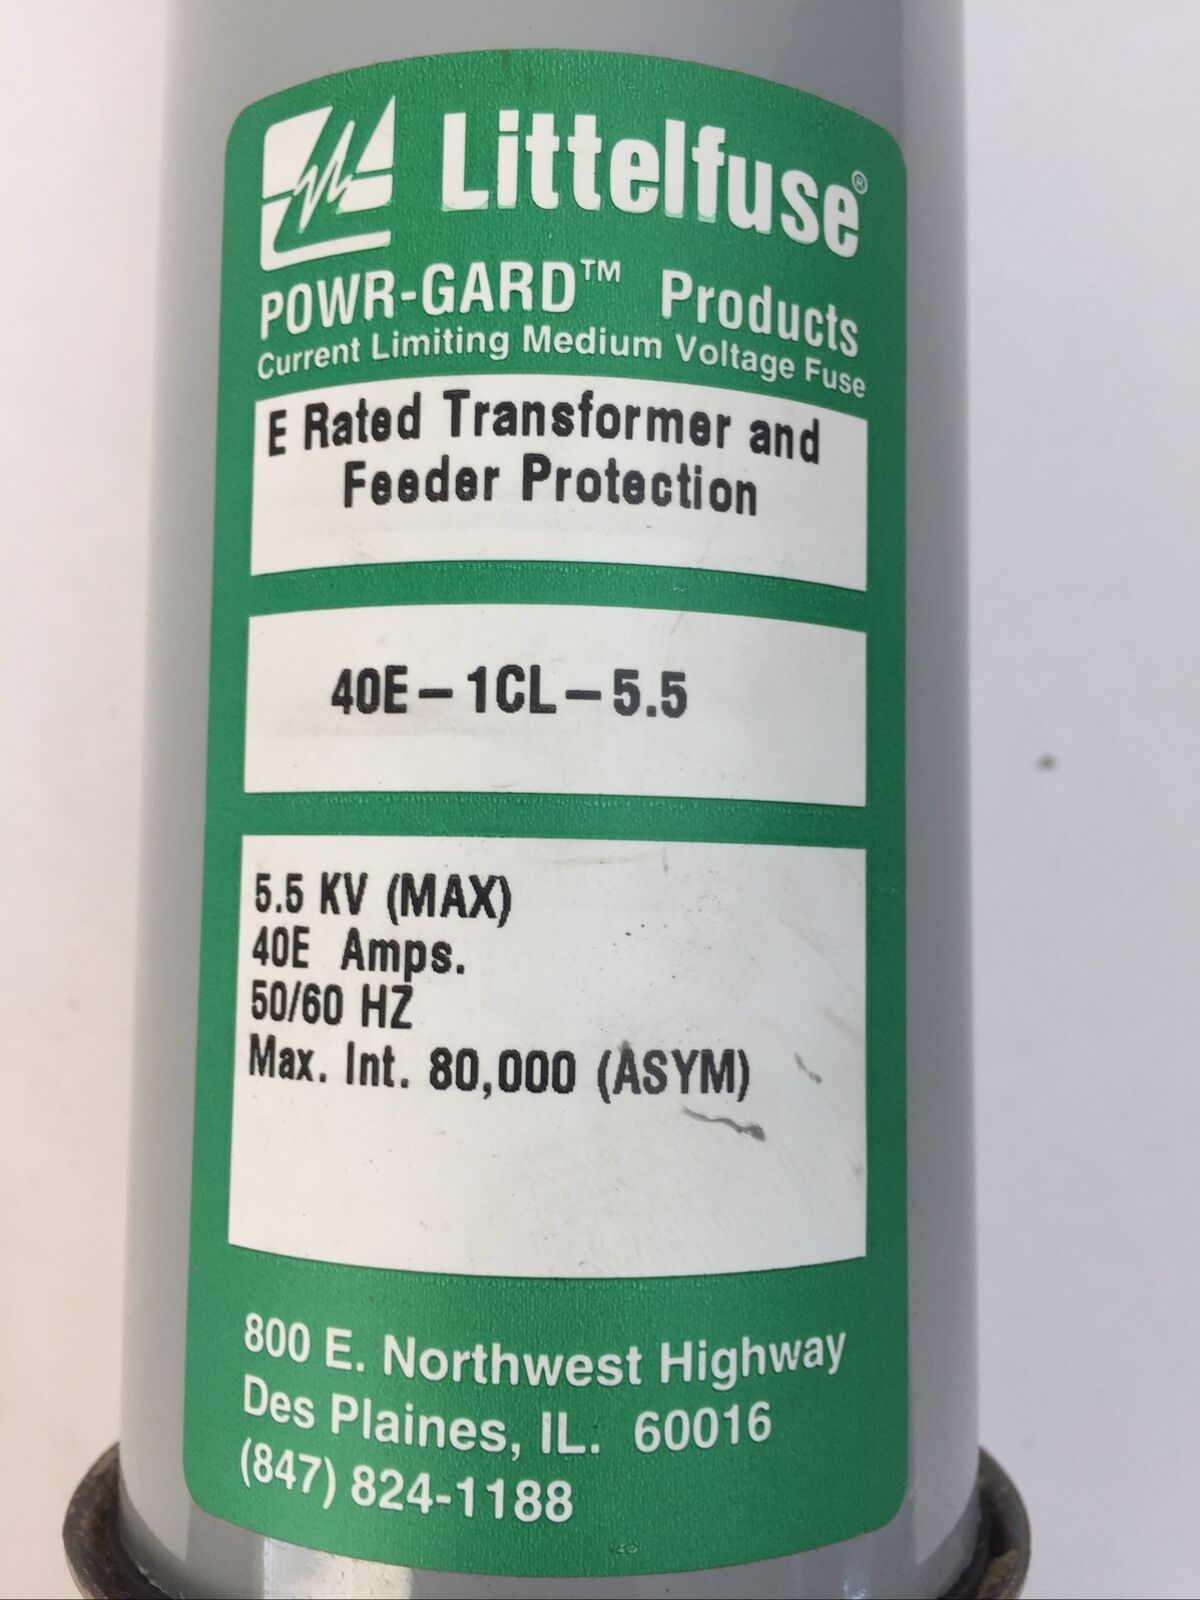 Littelfuse®
POWR-GARD™ Products
Current Limiting Medium Voltage Fuse
E Rated Transformer and
Feeder Protection
40E-1CL-5.5
5.5 KV (MAX)
40E Amps.
50/60 HZ
Max. Int. 80,000 (ASYM)
800 E. Northwest Highway
Des Plaines, IL. 60016
(847) 824-1188